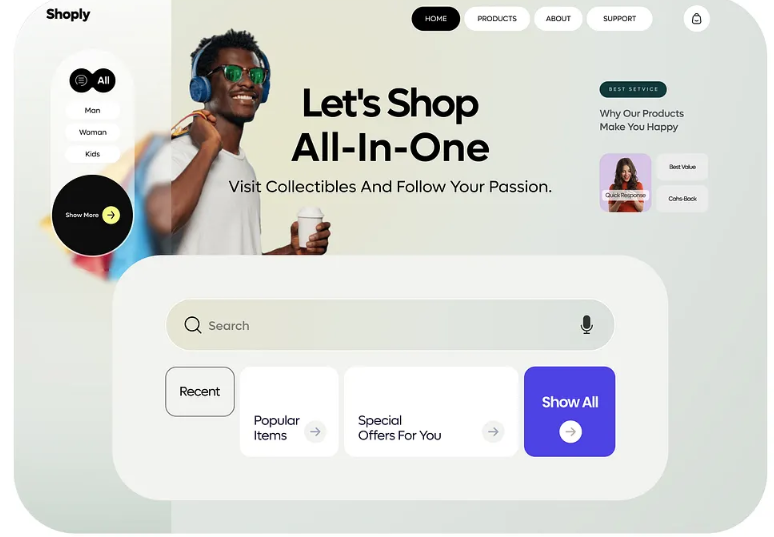 Shoply
HOME
PRODUCTS
ABOUT
SUPPORT
All
Man
Woman
Kids
Show More
Let's Shop
All-In-One
Visit Collectibles And Follow Your Passion.
BEST SETVICE
Why Our Products
Make You Happy
Quick Response
Best Value
Cahs-Back
Search
Recent
Popular
Items
Special
Offers For You
Show All